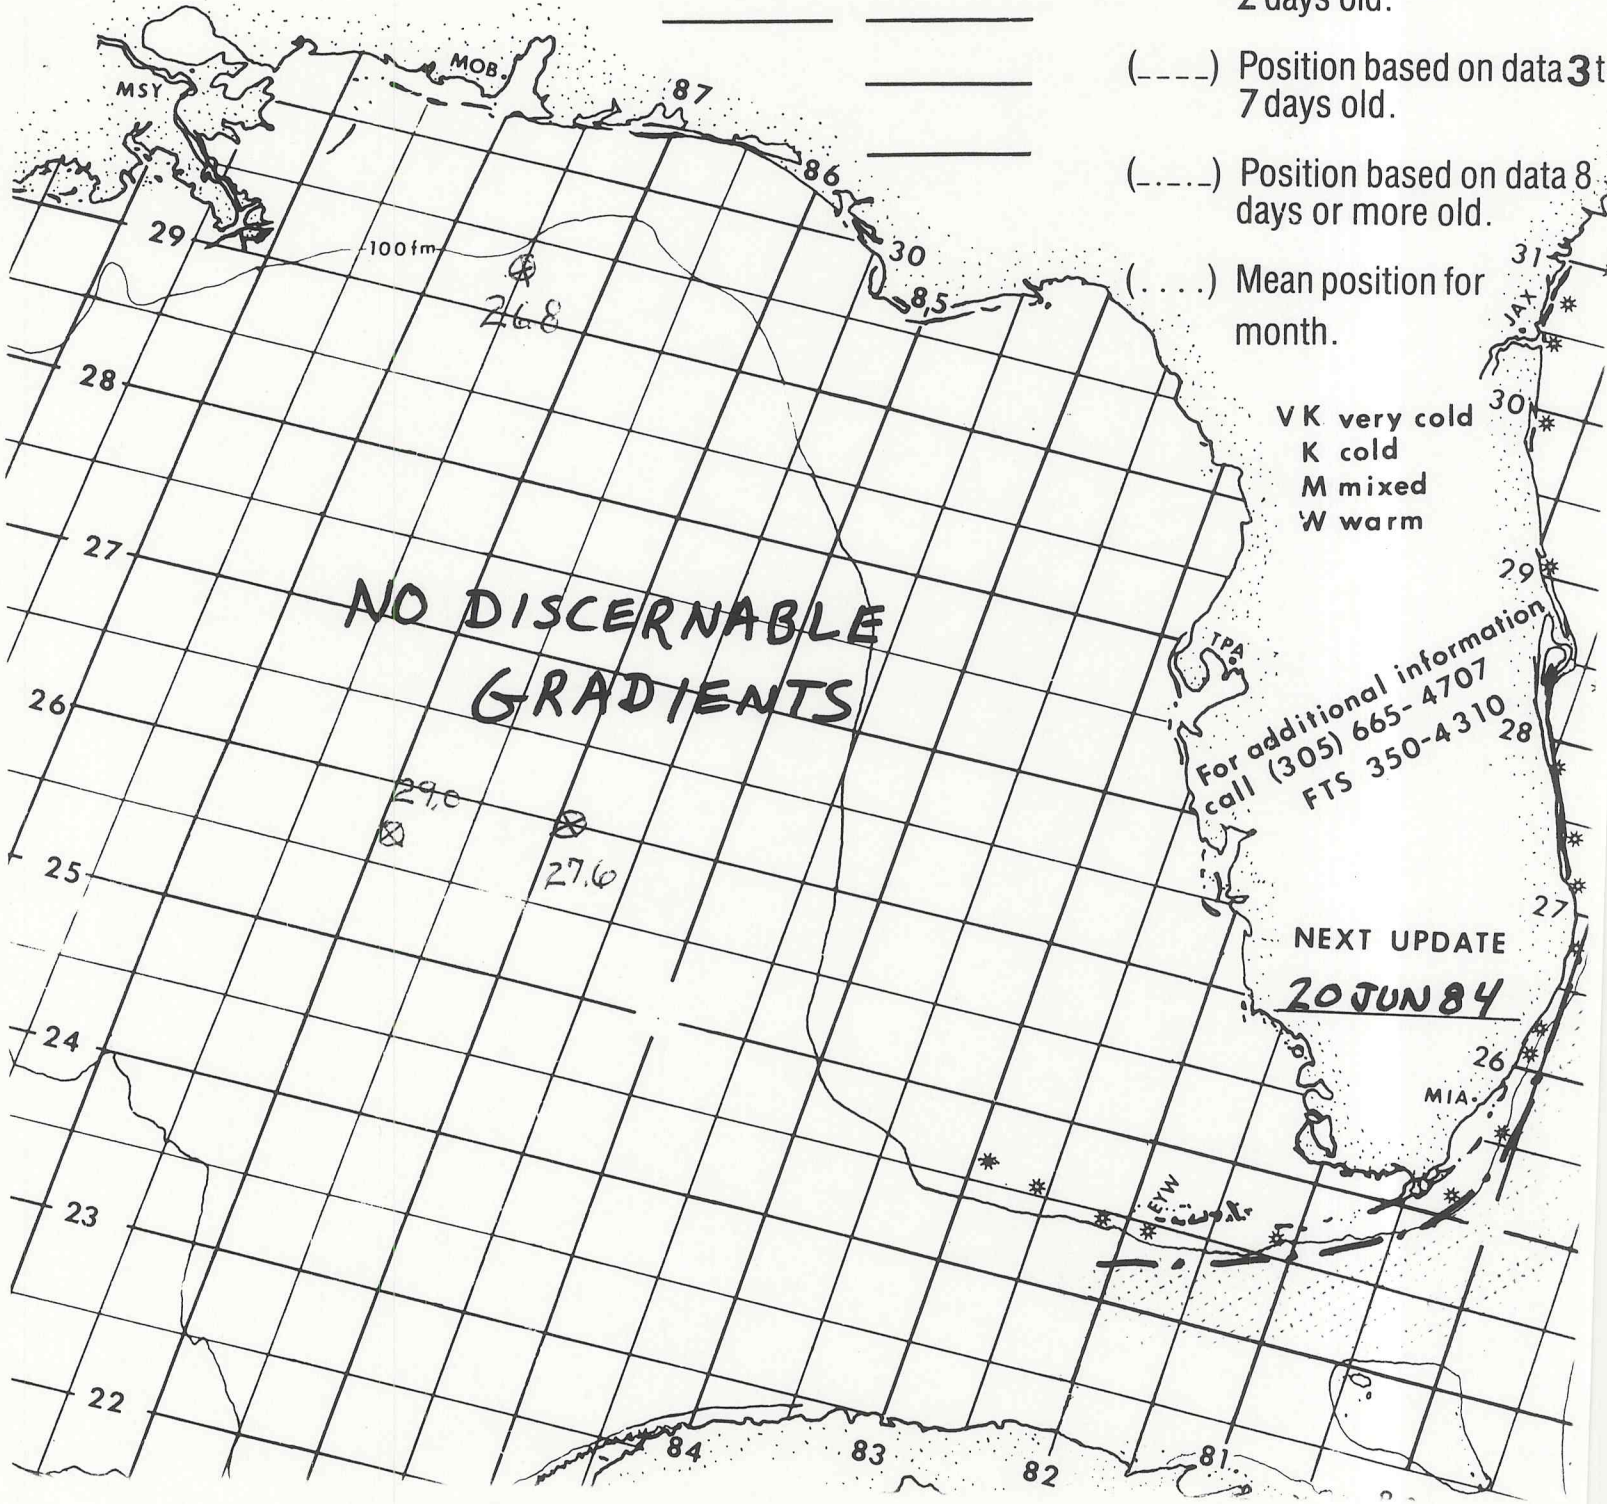 2 days old.
(____) Position based on data 3 t
7 days old.
(_._._) Position based on data 8
days or more old.
(....) Mean position for
month.
MOB.
MSY
87
86
29
100fm
30
85
31
JAX
26.8
28
VK very cold
30
K cold
M mixed
W warm
27
29
NO DISCERNABLE
GRADIENTS
TPA
For additional information
call (305) 665-4707
FTS 350-4310
26
28
29.0
25
27.6
27
NEXT UPDATE
20 JUN 84
24
26
MIA.
23
EYW
22
84
83
82
81